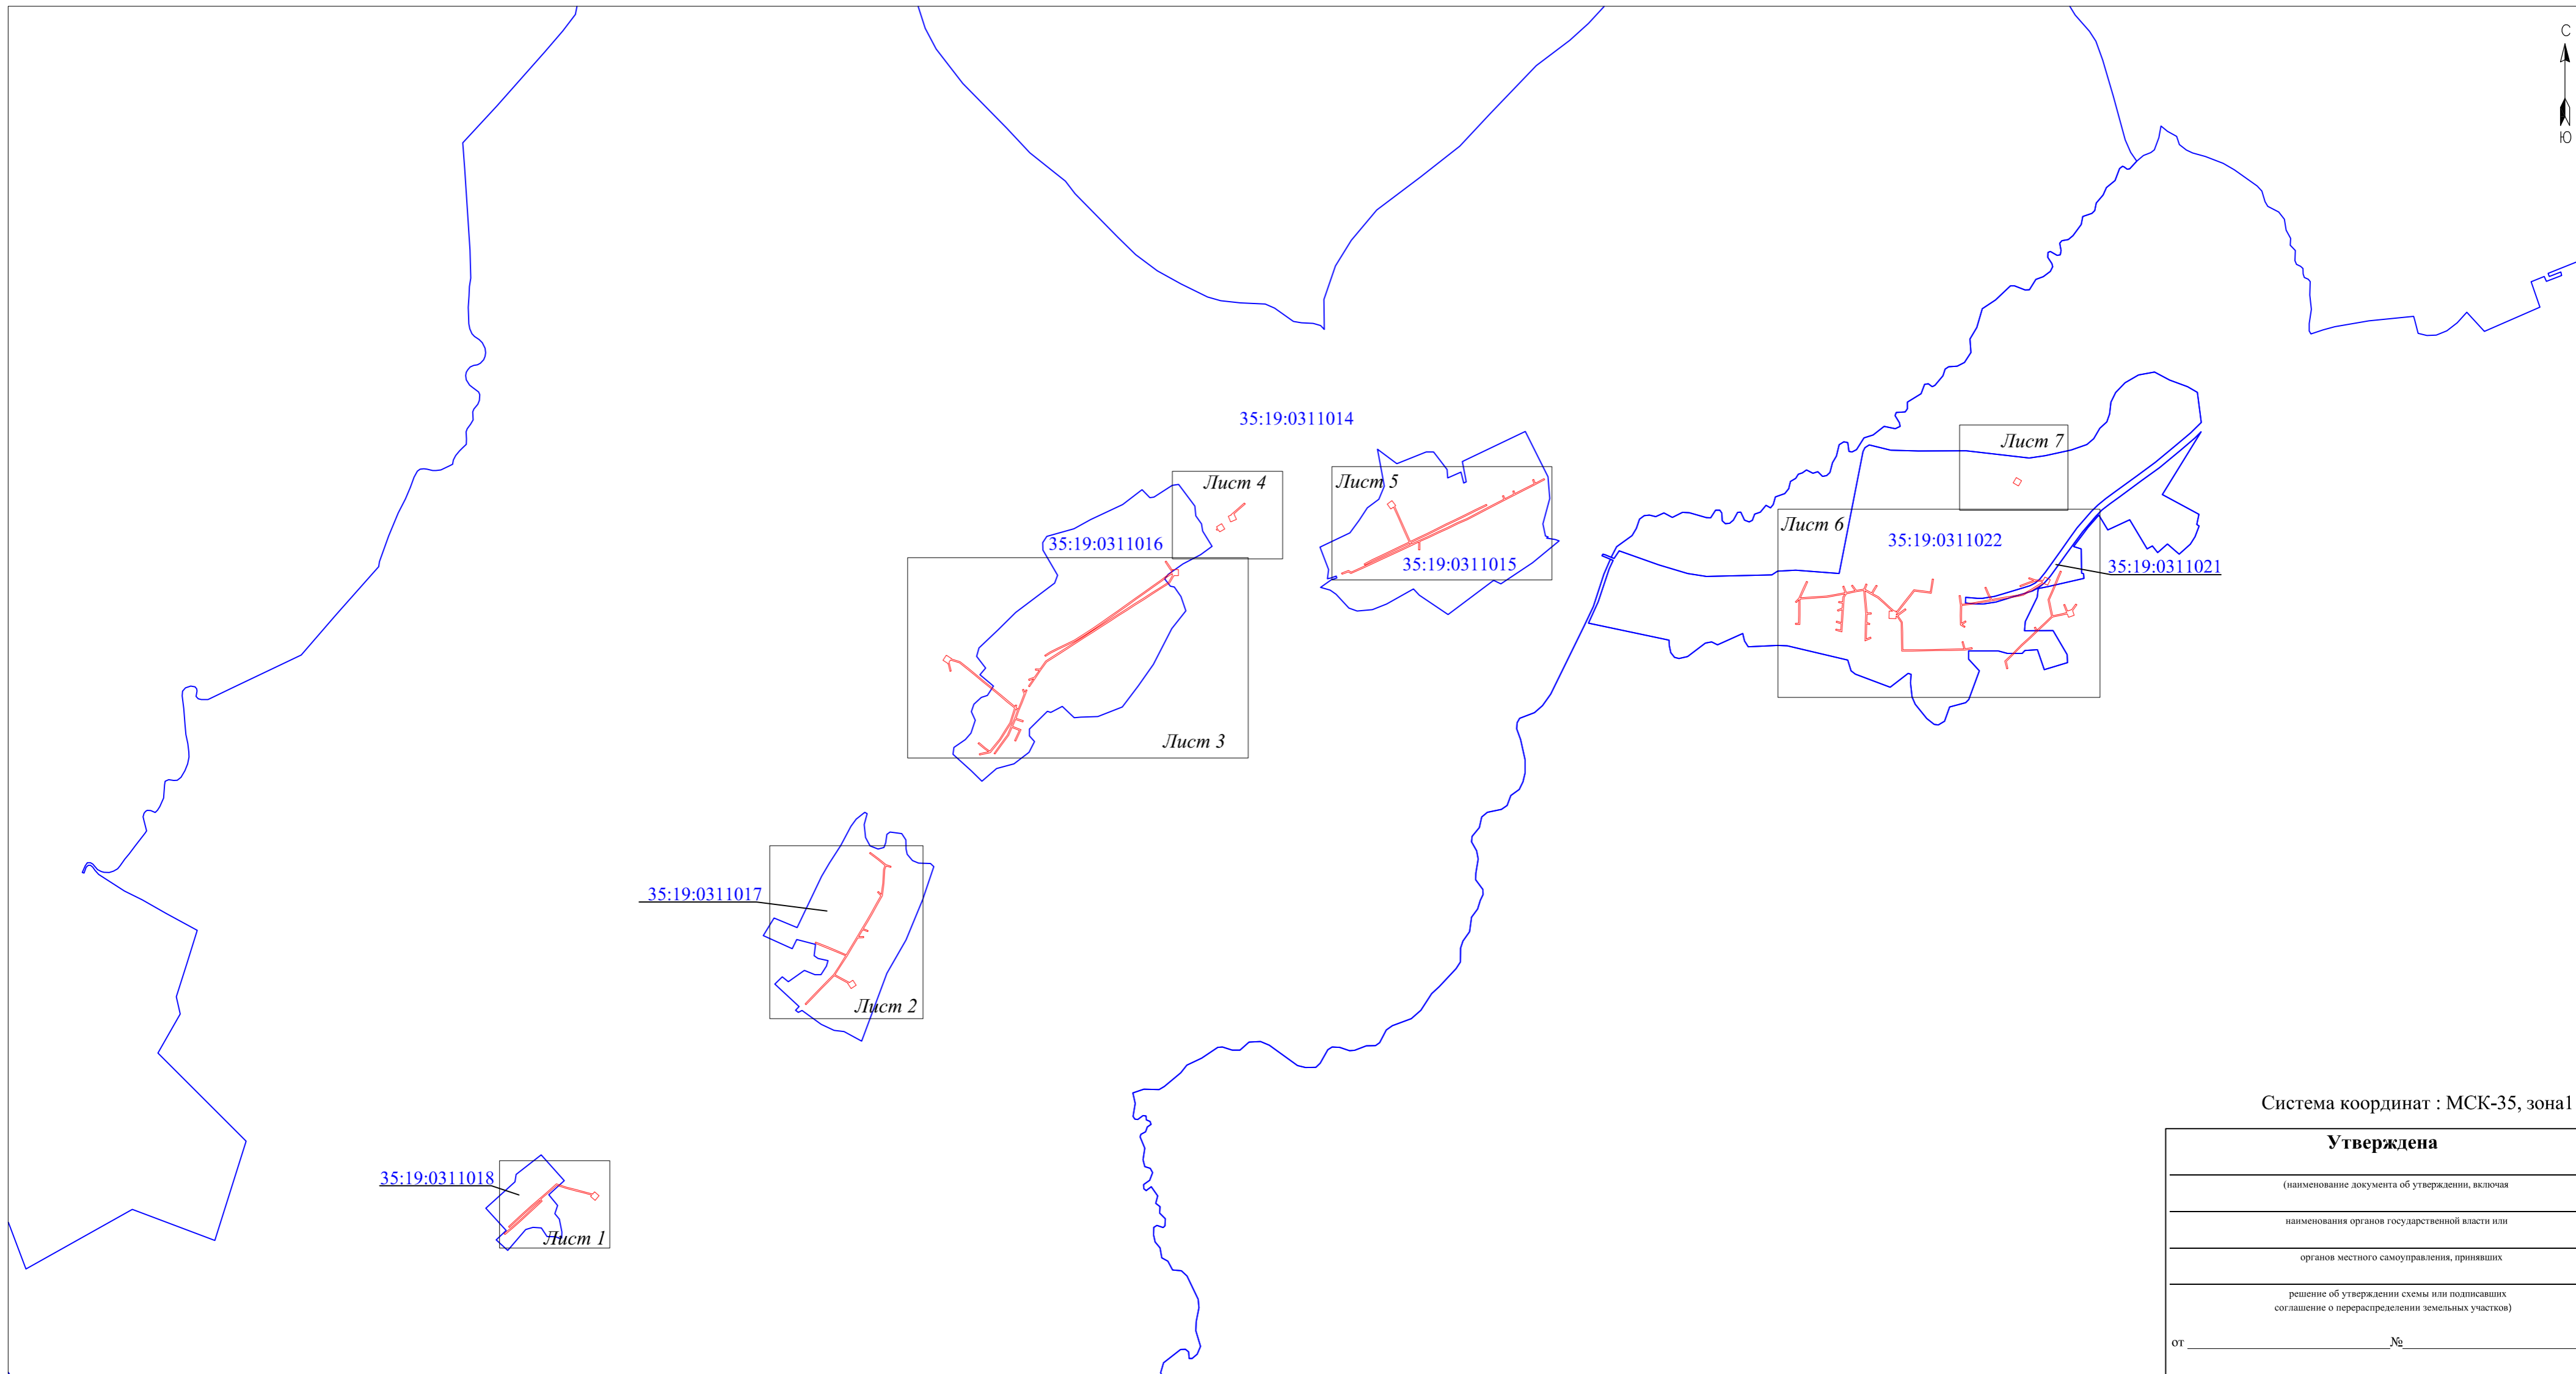 С
Ю
35:19:0311014
Лист 7
Лист 4
Лист 5
Лист 6
35:19:0311016
35:19:0311022
35:19:0311015
35:19:0311021
Лист 3
35:19:0311017
Лист 2
35:19:0311018
Лист 1
Система координат : МСК-35, зона1
Утверждена
(наименование документа об утверждении, включая
наименования органов государственной власти или
органов местного самоуправления, принявших
решение об утверждении схемы или подписавших
соглашение о перераспределении земельных участков)
от №